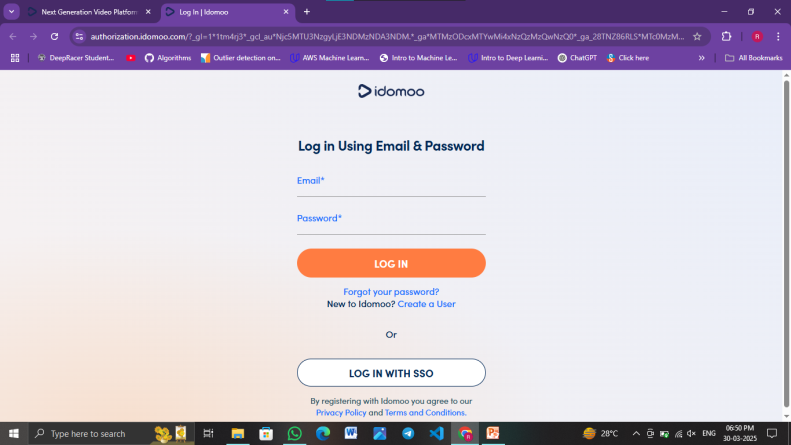 Next Generation Video Platform
Log In | Idomoo
authorization.idomoo.com/?_gl=1*1tm4rj3*_gcl_au*Njc5MTU3NzgyLjE3NDMzNDA3NDM.*_ga*MTMzODcxMTYwMi4xNzQzMzQwNzQ0*_ga_28TNZ86RLS*MTc0MzM...
DeepRacer Student...
Algorithms
Outlier detection on...
AWS Machine Learn...
Intro to Machine Le...
Intro to Deep Learni...
ChatGPT
Click here
»
All Bookmarks
idomoo
Log in Using Email & Password
Email*
Password*
LOG IN
Forgot your password?
New to Idomoo? Create a User
Or
LOG IN WITH SSO
By registering with Idomoo you agree to our
Privacy Policy and Terms and Conditions.
Type here to search
28°C
ENG
06:50 PM
30-03-2025